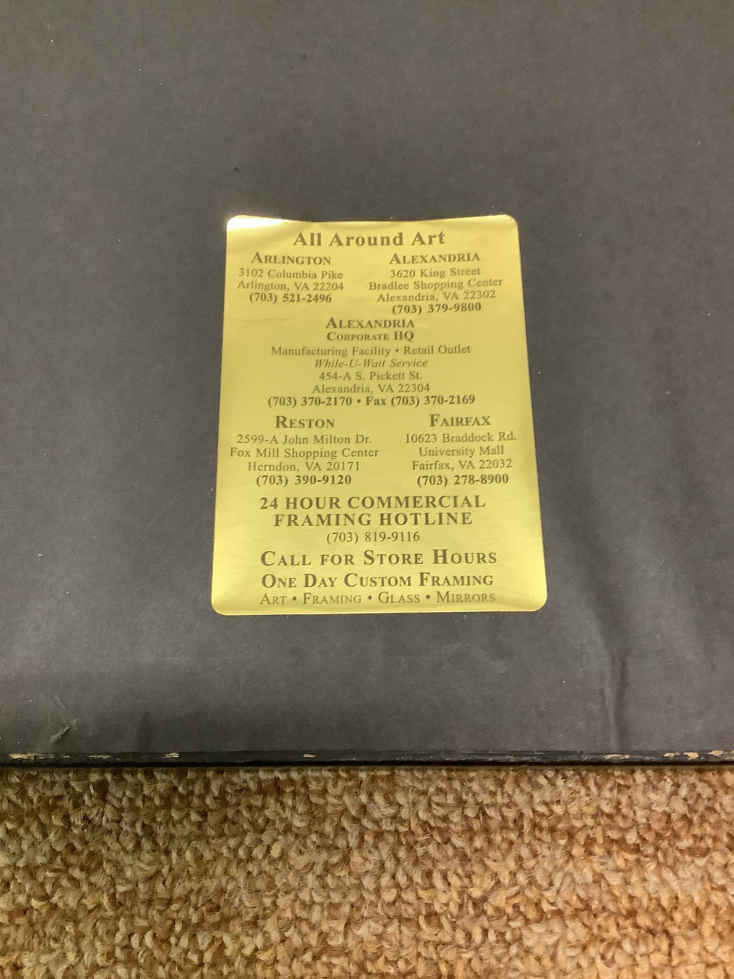 All Around Art
ARLINGTON
3102 Columbia Pike
Arlington, VA 22204
(703) 521-2496
ALEXANDRIA
3620 King Street
Bradlee Shopping Center
Alexandria, VA 22302
(703) 379-9800
ALEXANDRIA
CORPORATE HQ
Manufacturing Facility • Retail Outlet
While-U-Wait Service
454-A S. Pickett St.
Alexandria, VA 22304
(703) 370-2170 • Fax (703) 370-2169
RESTON
2599-A John Milton Dr.
Fox Mill Shopping Center
Herndon, VA 20171
(703) 390-9120
FAIRFAX
10623 Braddock Rd.
University Mall
Fairfax, VA 22032
(703) 278-8900
24 HOUR COMMERCIAL
FRAMING HOTLINE
(703) 819-9116
CALL FOR STORE HOURS
ONE DAY CUSTOM FRAMING
ART • FRAMING • GLASS • MIRRORS